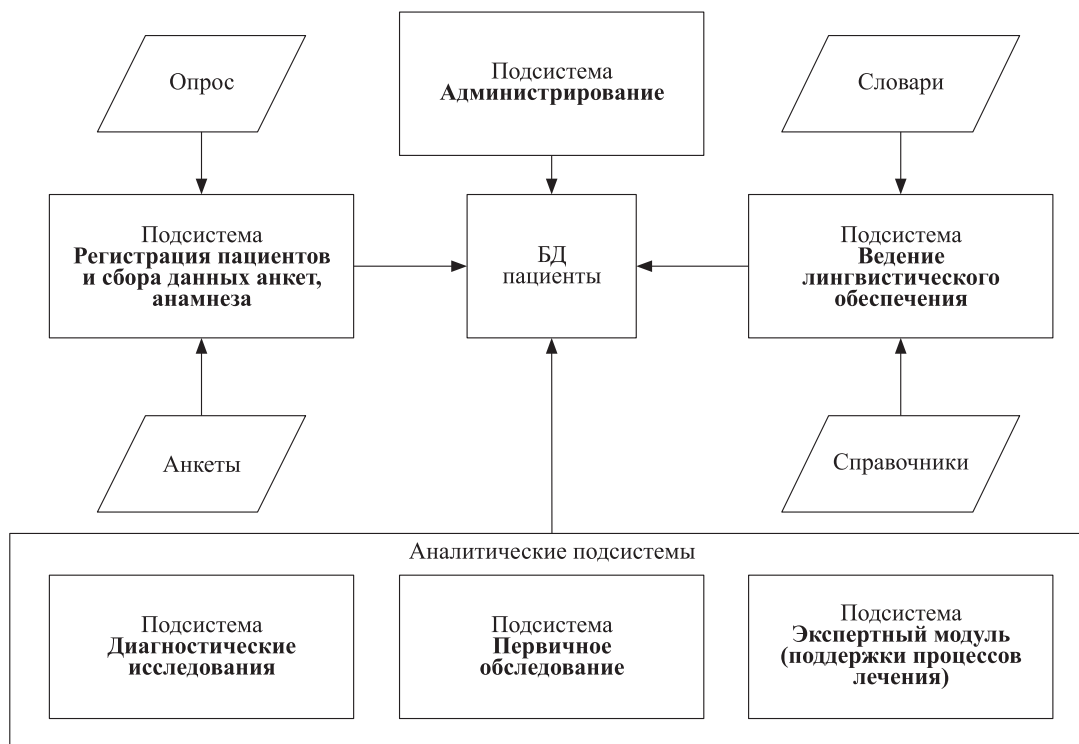 Опрос
Подсистема
Администрирование
Словари
Подсистема
Регистрация пациентов
и сбора данных анкет,
анамнеза
БД
пациенты
Подсистема
Ведение
лингвистического
обеспечения
Анкеты
Справочники
Аналитические подсистемы
Подсистема
Диагностические
исследования
Подсистема
Первичное
обследование
Подсистема
Экспертный модуль
(поддержки процессов
лечения)